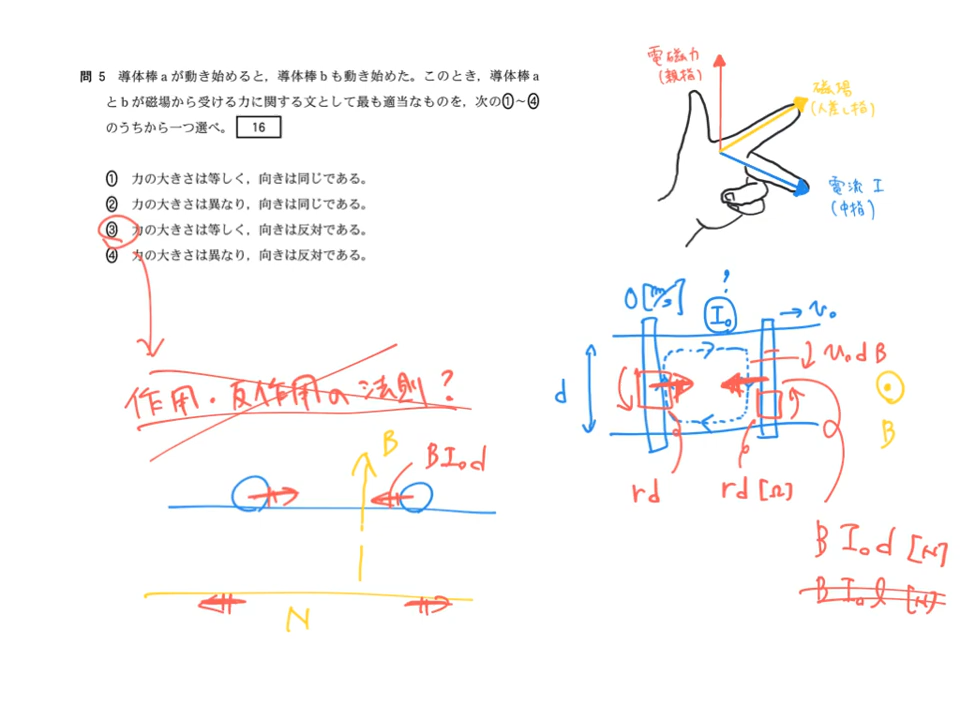 問 5 導体棒aが動き始めると,導体棒bも動き始めた。このとき,導体棒a
とbが磁場から受ける力に関する文として最も適当なものを,次の①~④
のうちから一つ選べ。 16
① 力の大きさは等しく,向きは同じである。
② 力の大きさは異なり,向きは同じである。
③ 力の大きさは等しく,向きは反対である。
④ 力の大きさは異なり,向きは反対である。
電磁力
(親指)
磁場
(人差し指)
電流 I
(中指)
0[m/s]
I₀
v₀
d
v₀dB
B
rd
rd[Ω]
BI₀d[N]
BI₀l[N]
作用・反作用の法則?
B
BI₀d
N